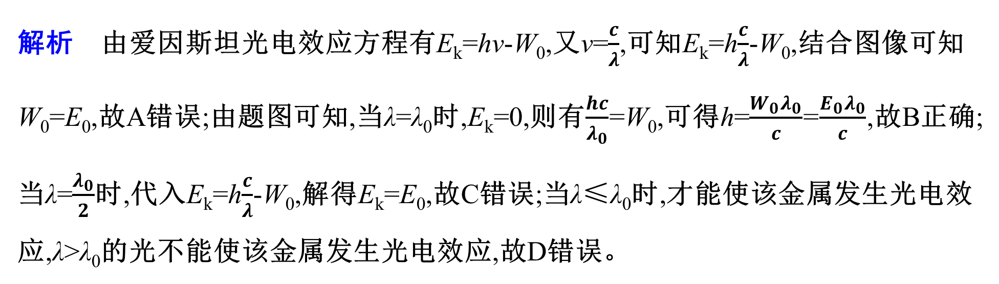 解析 由爱因斯坦光电效应方程有Eₖ=hν-W₀,又ν=c/λ,可知Eₖ=hc/λ-W₀,结合图像可知
W₀=E₀,故A错误;由题图可知,当λ=λ₀时,Eₖ=0,则有hc/λ₀=W₀,可得h=W₀λ₀/c=E₀λ₀/c,故B正确;
当λ=λ₀/2时,代入Eₖ=hc/λ-W₀,解得Eₖ=E₀,故C错误;当λ≤λ₀时,才能使该金属发生光电效
应,λ>λ₀的光不能使该金属发生光电效应,故D错误。